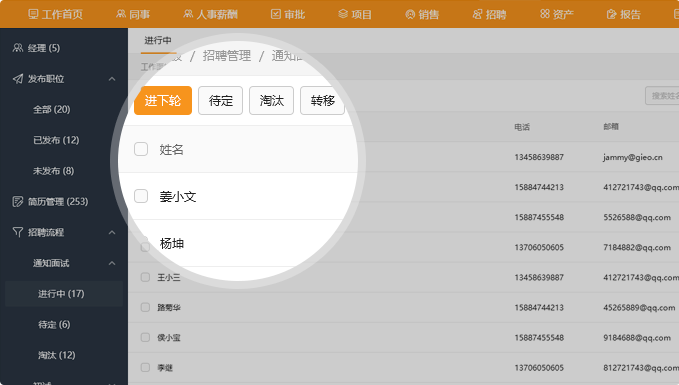 工作首页 同事 人事薪酬 审批 项目 销售 招聘 资产 报告
经理 (5)
发布职位
全部 (20)
已发布 (12)
未发布 (8)
简历管理 (253)
招聘流程
通知面试
进行中 (17)
待定 (6)
淘汰 (12)
初试
进行中
/ 招聘管理 / 通知面
进下轮 待定 淘汰 转移
搜索姓名
姓名 电话 邮箱
姜小文 13458639887 jammy@gieo.cn
15884744213 412721743@qq.com
杨坤 15887455548 5526588@qq.com
13706050605 7184882@qq.com
王小三 13458639887 412721743@qq.com
路菊华 15884744213 45265889@qq.com
侯小宝 15887455548 9184688@qq.com
李继 13706050605 812721743@qq.com